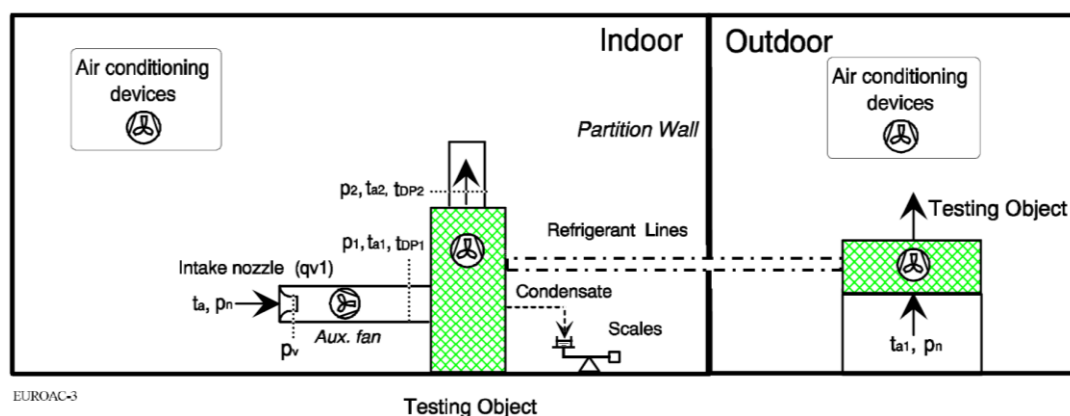 Indoor
Outdoor
Air conditioning
devices
Air conditioning
devices
Partition Wall
p2, ta2, tDP2
Testing Object
p1, ta1, tDP1
Refrigerant Lines
Intake nozzle (qv1)
ta, pn
Condensate
Aux. fan
Scales
pv
ta1, pn
EUROAC-3
Testing Object